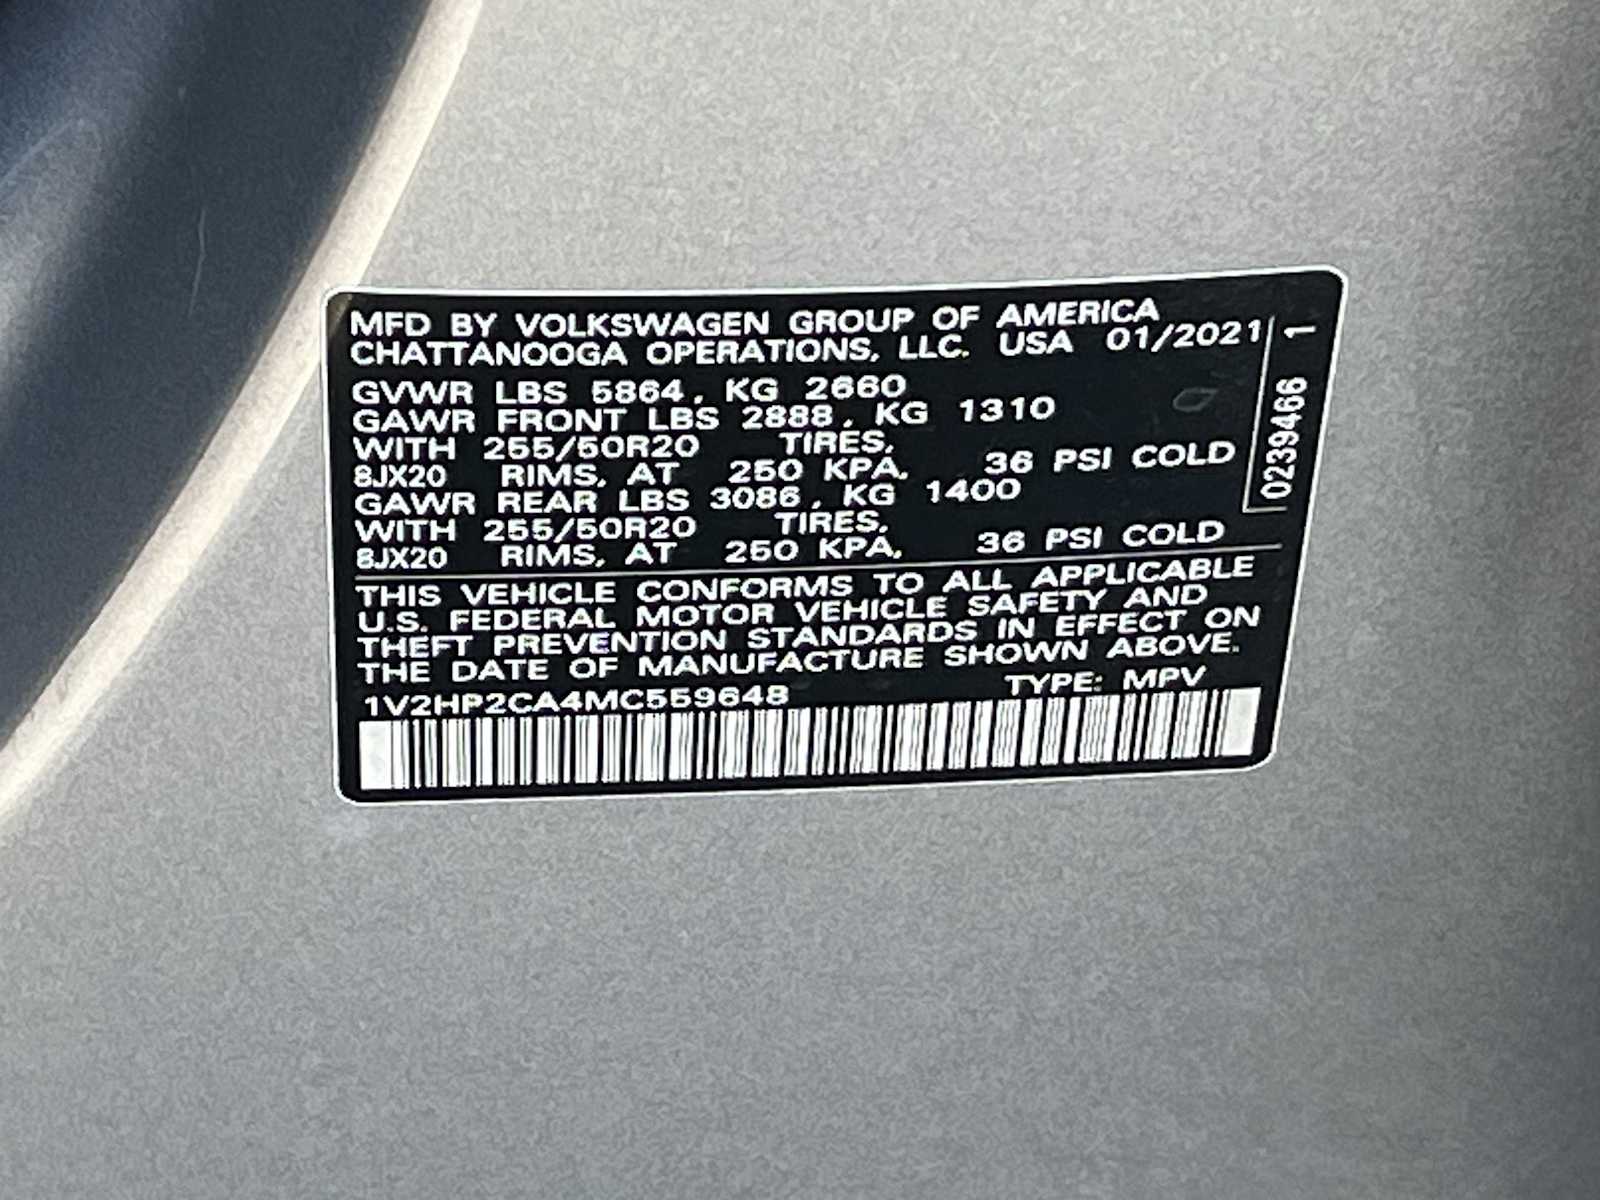 MFD BY VOLKSWAGEN GROUP OF AMERICA
CHATTANOOGA OPERATIONS, LLC. USA 01/2021
GVWR LBS 5864, KG 2660
GAWR FRONT LBS 2888, KG 1310
WITH 255/50R20 TIRES,
8JX20 RIMS, AT 250 KPA, 36 PSI COLD
GAWR REAR LBS 3086, KG 1400
WITH 255/50R20 TIRES,
8JX20 RIMS, AT 250 KPA, 36 PSI COLD
THIS VEHICLE CONFORMS TO ALL APPLICABLE
U.S. FEDERAL MOTOR VEHICLE SAFETY AND
THEFT PREVENTION STANDARDS IN EFFECT ON
THE DATE OF MANUFACTURE SHOWN ABOVE.
1V2HP2CA4MC559648 TYPE: MPV
0239466 1